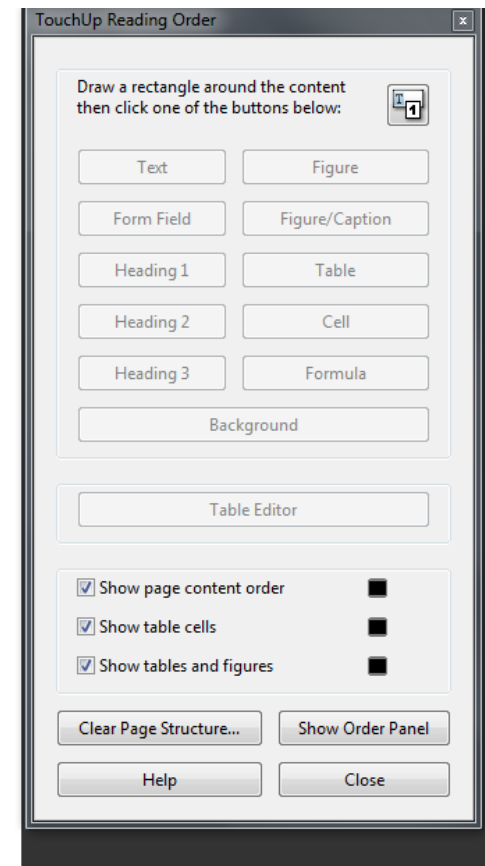 TouchUp Reading Order
x
Draw a rectangle around the content
then click one of the buttons below:
T
1
Text
Figure
Form Field
Figure/Caption
Heading 1
Table
Heading 2
Cell
Heading 3
Formula
Background
Table Editor
Show page content order
Show table cells
Show tables and figures
Clear Page Structure...
Show Order Panel
Help
Close